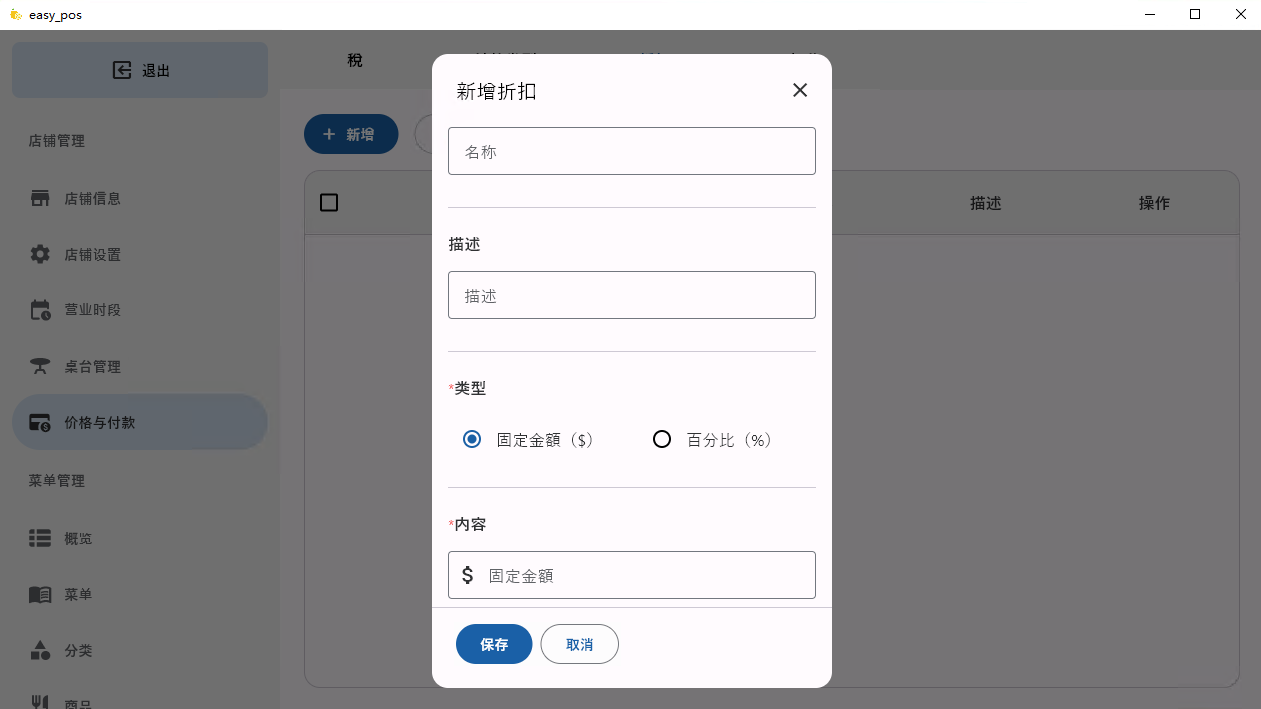 easy_pos
退出
稅
新增折扣
新增
名称
店铺管理
店铺信息
描述
操作
描述
店铺设置
描述
营业时段
桌台管理
*类型
价格与付款
固定金額（$）
百分比（%）
菜单管理
*内容
概览
$ 固定金額
菜单
保存
取消
分类
商品